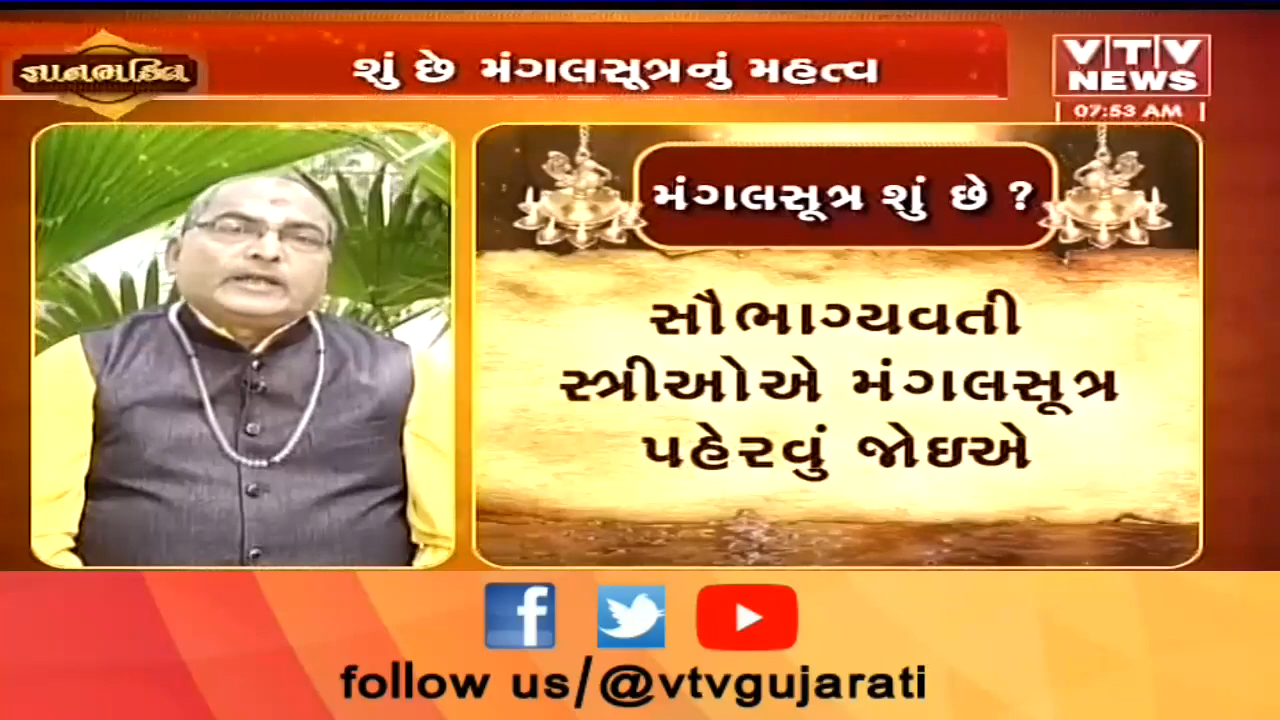 જ્ઞાનભક્તિ
શું છે મંગલસૂત્રનું મહત્વ
VTV
NEWS
07:53 AM
મંગલસૂત્ર શું છે ?
સૌભાગ્યવતી
સ્ત્રીઓએ મંગલસૂત્ર
પહેરવું જોઇએ
follow us/@vtvgujarati